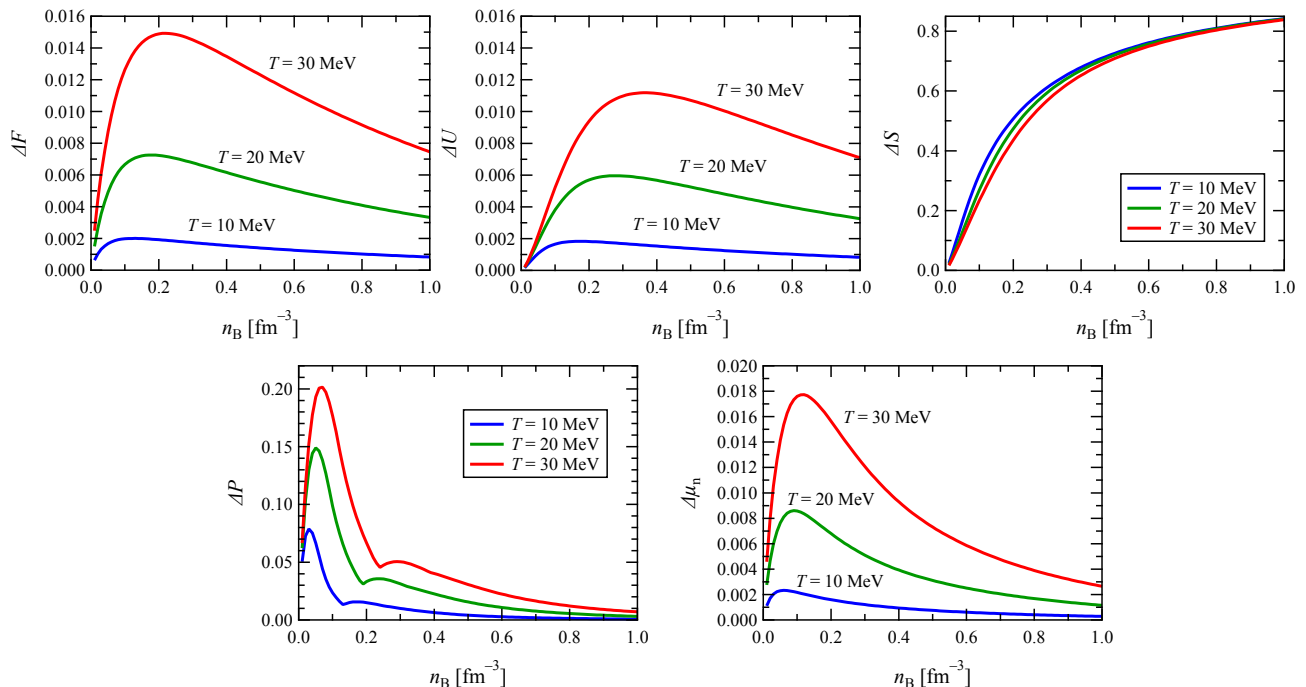 ΔF
0.016
0.014
0.012
0.010
0.008
0.006
0.004
0.002
0.000
T = 30 MeV
T = 20 MeV
T = 10 MeV
0.0 0.2 0.4 0.6 0.8 1.0
n_B [fm⁻³]
ΔU
0.016
0.014
0.012
0.010
0.008
0.006
0.004
0.002
0.000
T = 30 MeV
T = 20 MeV
T = 10 MeV
0.0 0.2 0.4 0.6 0.8 1.0
n_B [fm⁻³]
ΔS
0.8
0.6
0.4
0.2
0.0
T = 10 MeV
T = 20 MeV
T = 30 MeV
0.0 0.2 0.4 0.6 0.8 1.0
n_B [fm⁻³]
ΔP
0.20
0.15
0.10
0.05
0.00
T = 10 MeV
T = 20 MeV
T = 30 MeV
0.0 0.2 0.4 0.6 0.8 1.0
n_B [fm⁻³]
Δμ_n
0.020
0.018
0.016
0.014
0.012
0.010
0.008
0.006
0.004
0.002
0.000
T = 30 MeV
T = 20 MeV
T = 10 MeV
0.0 0.2 0.4 0.6 0.8 1.0
n_B [fm⁻³]